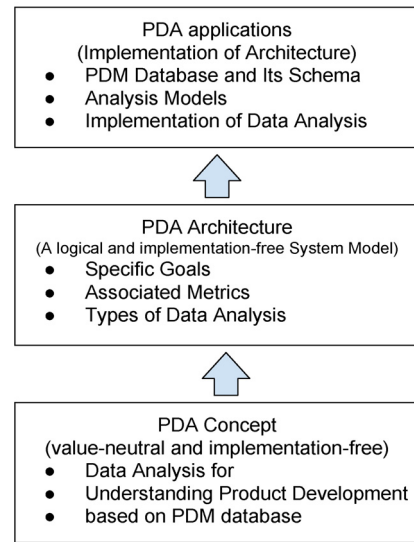 PDA applications
(Implementation of Architecture)
● PDM Database and Its Schema
● Analysis Models
● Implementation of Data Analysis
PDA Architecture
(A logical and implementation-free System Model)
● Specific Goals
● Associated Metrics
● Types of Data Analysis
PDA Concept
(value-neutral and implementation-free)
● Data Analysis for
● Understanding Product Development
● based on PDM database